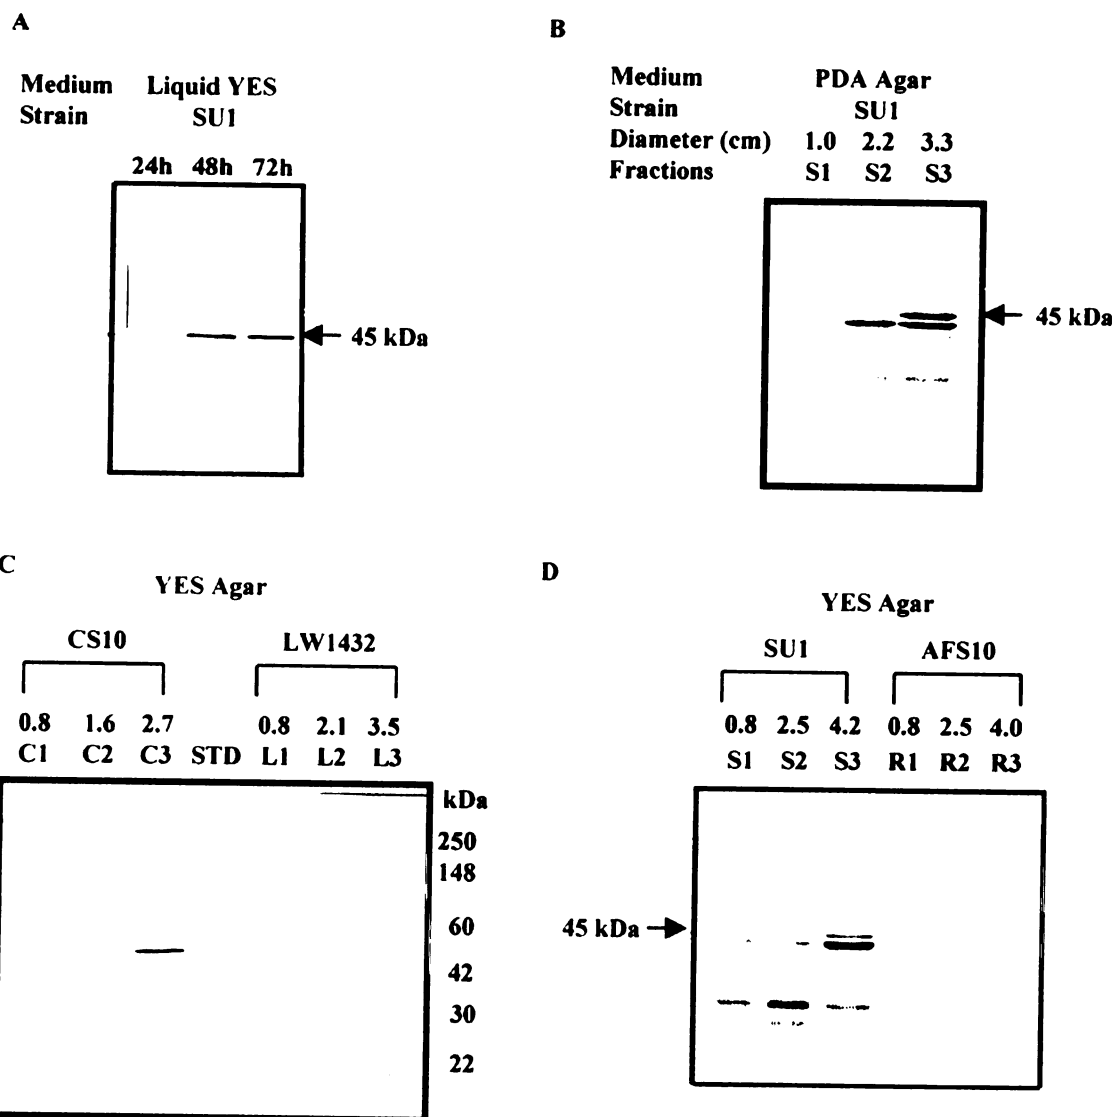 A
Medium Liquid YES
Strain SU1
24h 48h 72h
45 kDa
B
Medium PDA Agar
Strain SU1
Diameter (cm) 1.0 2.2 3.3
Fractions S1 S2 S3
45 kDa
C
YES Agar
CS10 LW1432
0.8 1.6 2.7 0.8 2.1 3.5
C1 C2 C3 STD L1 L2 L3
kDa
250
148
60
42
30
22
D
YES Agar
SU1 AFS10
0.8 2.5 4.2 0.8 2.5 4.0
S1 S2 S3 R1 R2 R3
45 kDa